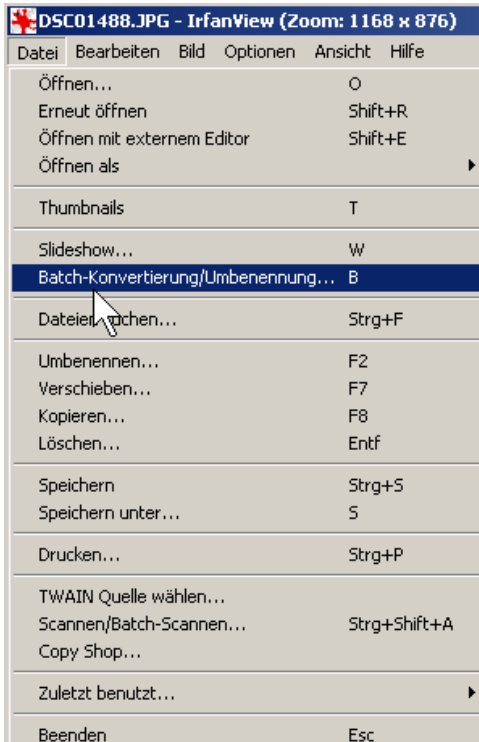 DSC01488.JPG - IrfanView (Zoom: 1168 x 876)
Datei Bearbeiten Bild Optionen Ansicht Hilfe
Öffnen... O
Erneut öffnen Shift+R
Öffnen mit externem Editor Shift+E
Öffnen als
Thumbnails T
Slideshow... W
Batch-Konvertierung/Umbenennung... B
Dateien suchen... Strg+F
Umbenennen... F2
Verschieben... F7
Kopieren... F8
Löschen... Entf
Speichern Strg+S
Speichern unter... S
Drucken... Strg+P
TWAIN Quelle wählen...
Scannen/Batch-Scannen... Strg+Shift+A
Copy Shop...
Zuletzt benutzt...
Beenden Esc